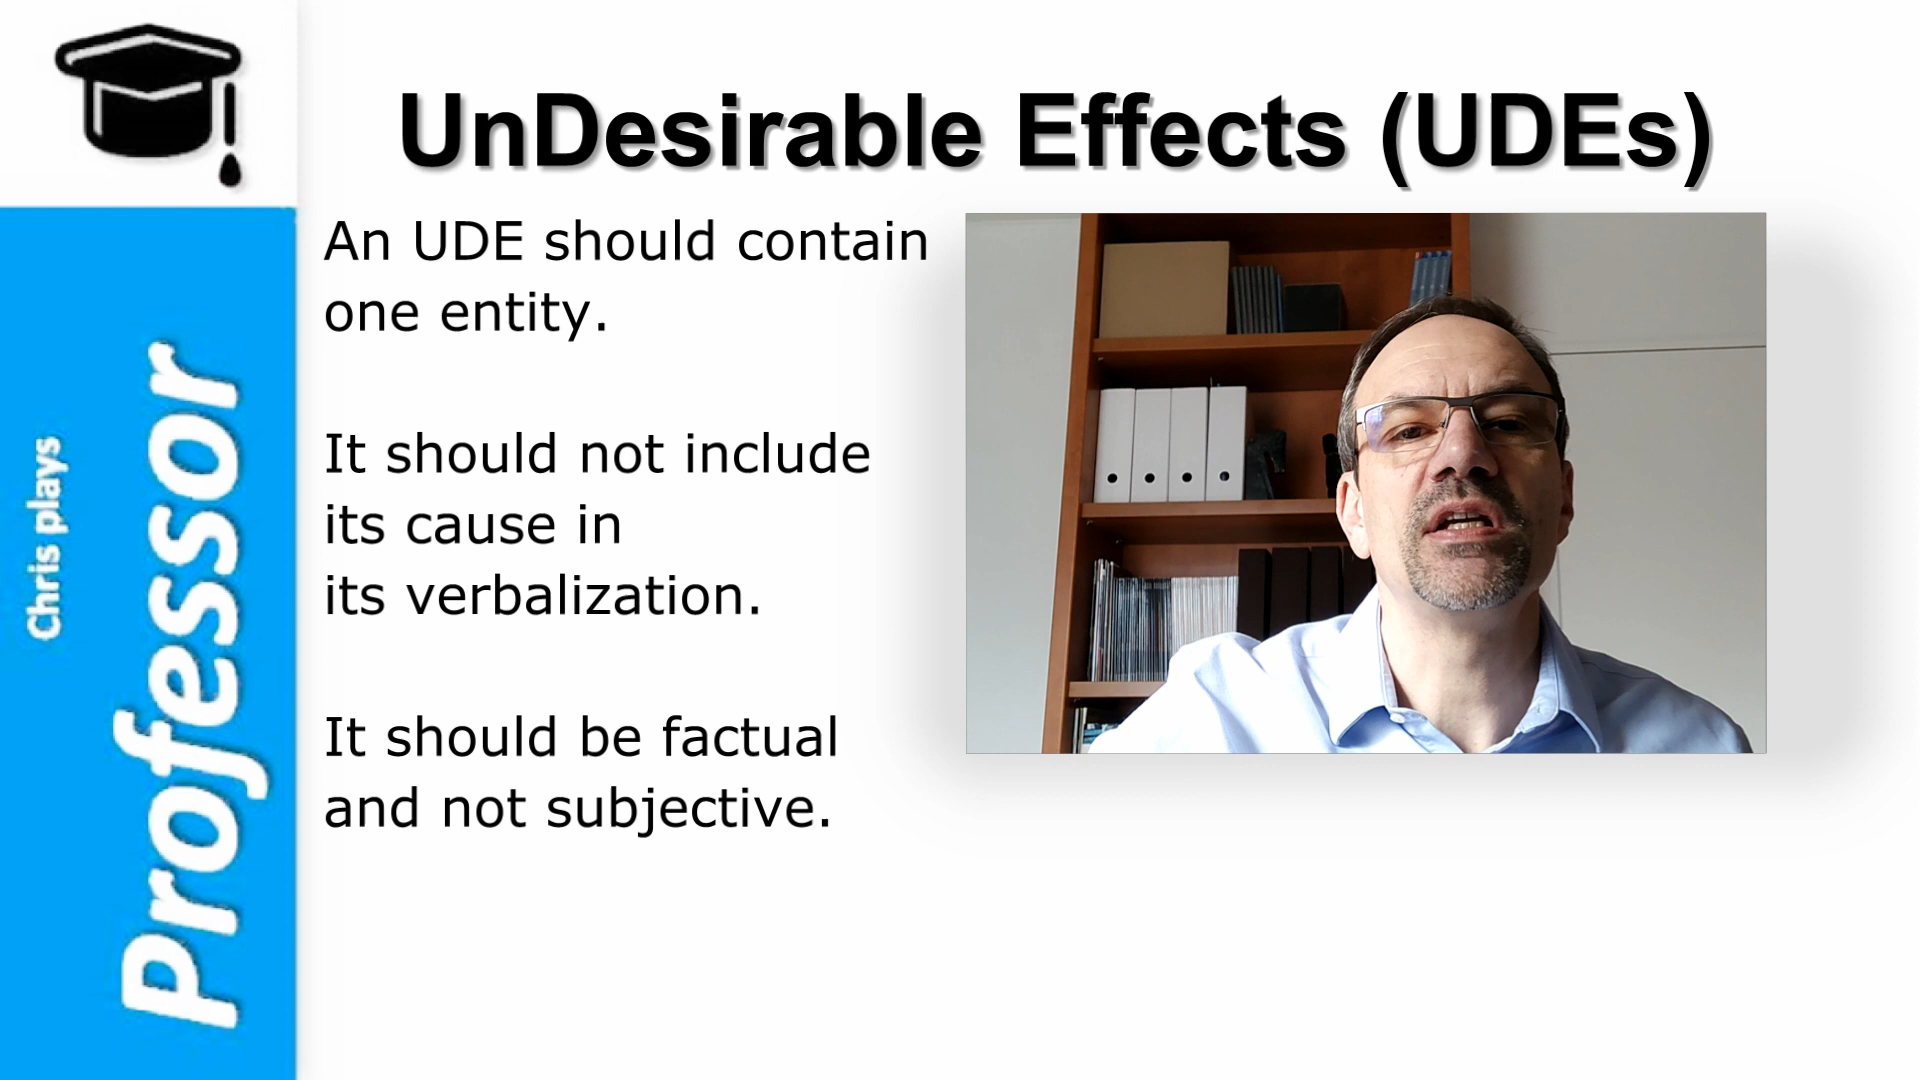 UnDesirable Effects (UDEs)
An UDE should contain
one entity.
It should not include
its cause in
its verbalization.
It should be factual
and not subjective.
Chris plays
Professor